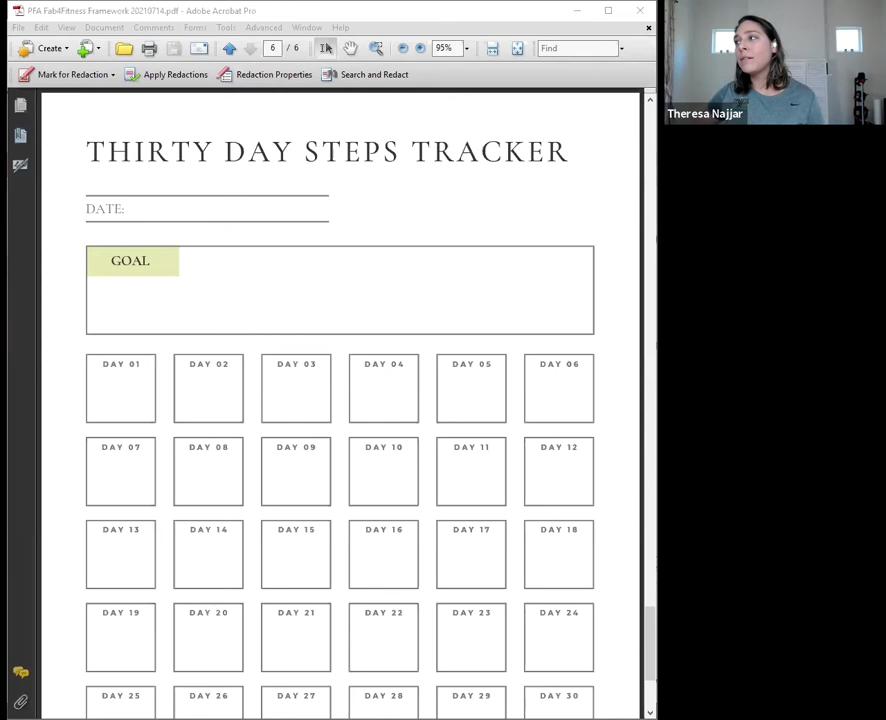 PFA Fab4Fitness Framework 20210714.pdf - Adobe Acrobat Pro
File Edit View Document Comments Forms Tools Advanced Window Help
Create 6 / 6 95% Find
Mark for Redaction Apply Redactions Redaction Properties Search and Redact
Theresa Najjar
THIRTY DAY STEPS TRACKER
DATE:
GOAL
DAY 01 DAY 02 DAY 03 DAY 04 DAY 05 DAY 06
DAY 07 DAY 08 DAY 09 DAY 10 DAY 11 DAY 12
DAY 13 DAY 14 DAY 15 DAY 16 DAY 17 DAY 18
DAY 19 DAY 20 DAY 21 DAY 22 DAY 23 DAY 24
DAY 25 DAY 26 DAY 27 DAY 28 DAY 29 DAY 30